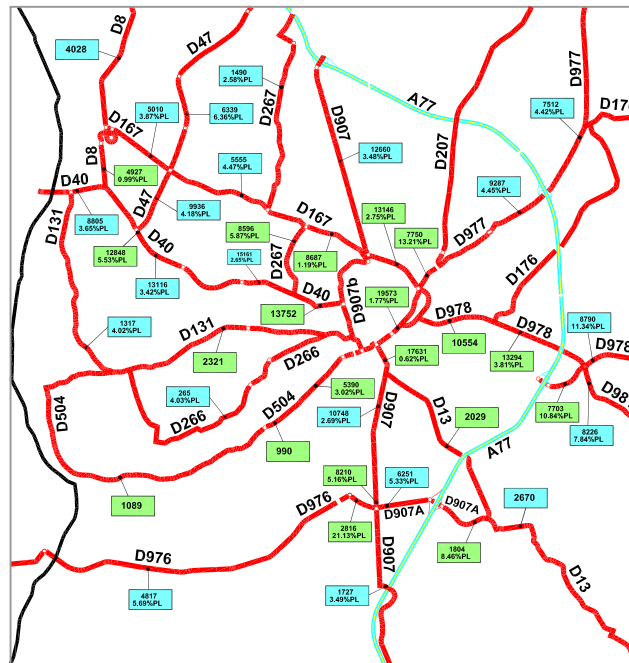 D8
D47
D977
4028
1490
2.58%PL
D267
5010
3.87%PL
6339
6.36%PL
A77
7512
4.42%PL
D176
D167
D907
D207
12660
3.48%PL
D8
4927
0.99%PL
5555
4.47%PL
D40
D47
9936
4.18%PL
9287
4.45%PL
8805
3.65%PL
D131
8596
5.87%PL
D167
13146
2.75%PL
7750
13.21%PL
D977
12848
5.53%PL
D40
D267
8687
1.19%PL
D176
13116
3.42%PL
15161
2.65%PL
D40
D907b
19573
1.77%PL
13752
D978
10554
D978
8790
11.34%PL
D978
1317
4.02%PL
D131
2321
D266
17631
0.62%PL
13294
3.81%PL
D504
265
4.03%PL
D266
D504
5390
3.02%PL
10748
2.69%PL
D907
D13
2029
7703
10.84%PL
D98
8226
7.84%PL
990
A77
1089
D976
8210
5.16%PL
6251
5.33%PL
D907A
D907A
2670
2816
21.13%PL
1804
8.46%PL
D976
D907
4817
5.69%PL
1727
3.49%PL
D13